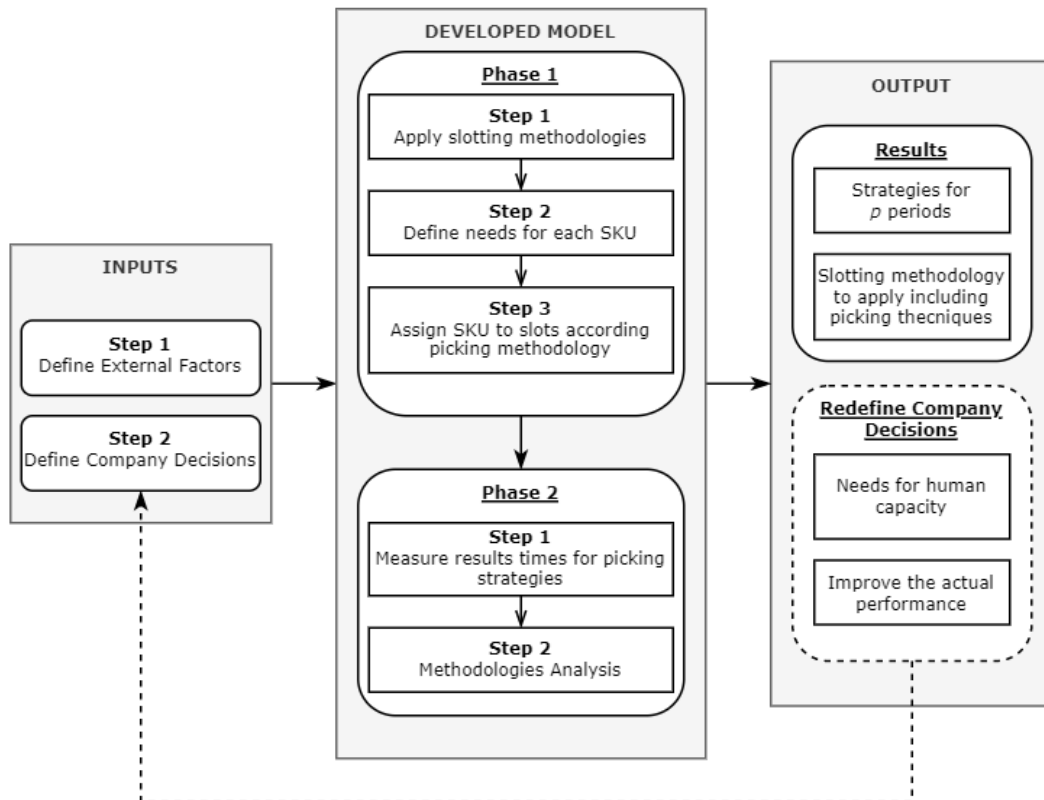 INPUTS
Step 1
Define External Factors
Step 2
Define Company Decisions
DEVELOPED MODEL
Phase 1
Step 1
Apply slotting methodologies
Step 2
Define needs for each SKU
Step 3
Assign SKU to slots according
picking methodology
Phase 2
Step 1
Measure results times for picking
strategies
Step 2
Methodologies Analysis
OUTPUT
Results
Strategies for
p periods
Slotting methodology
to apply including
picking thecniques
Redefine Company
Decisions
Needs for human
capacity
Improve the actual
performance